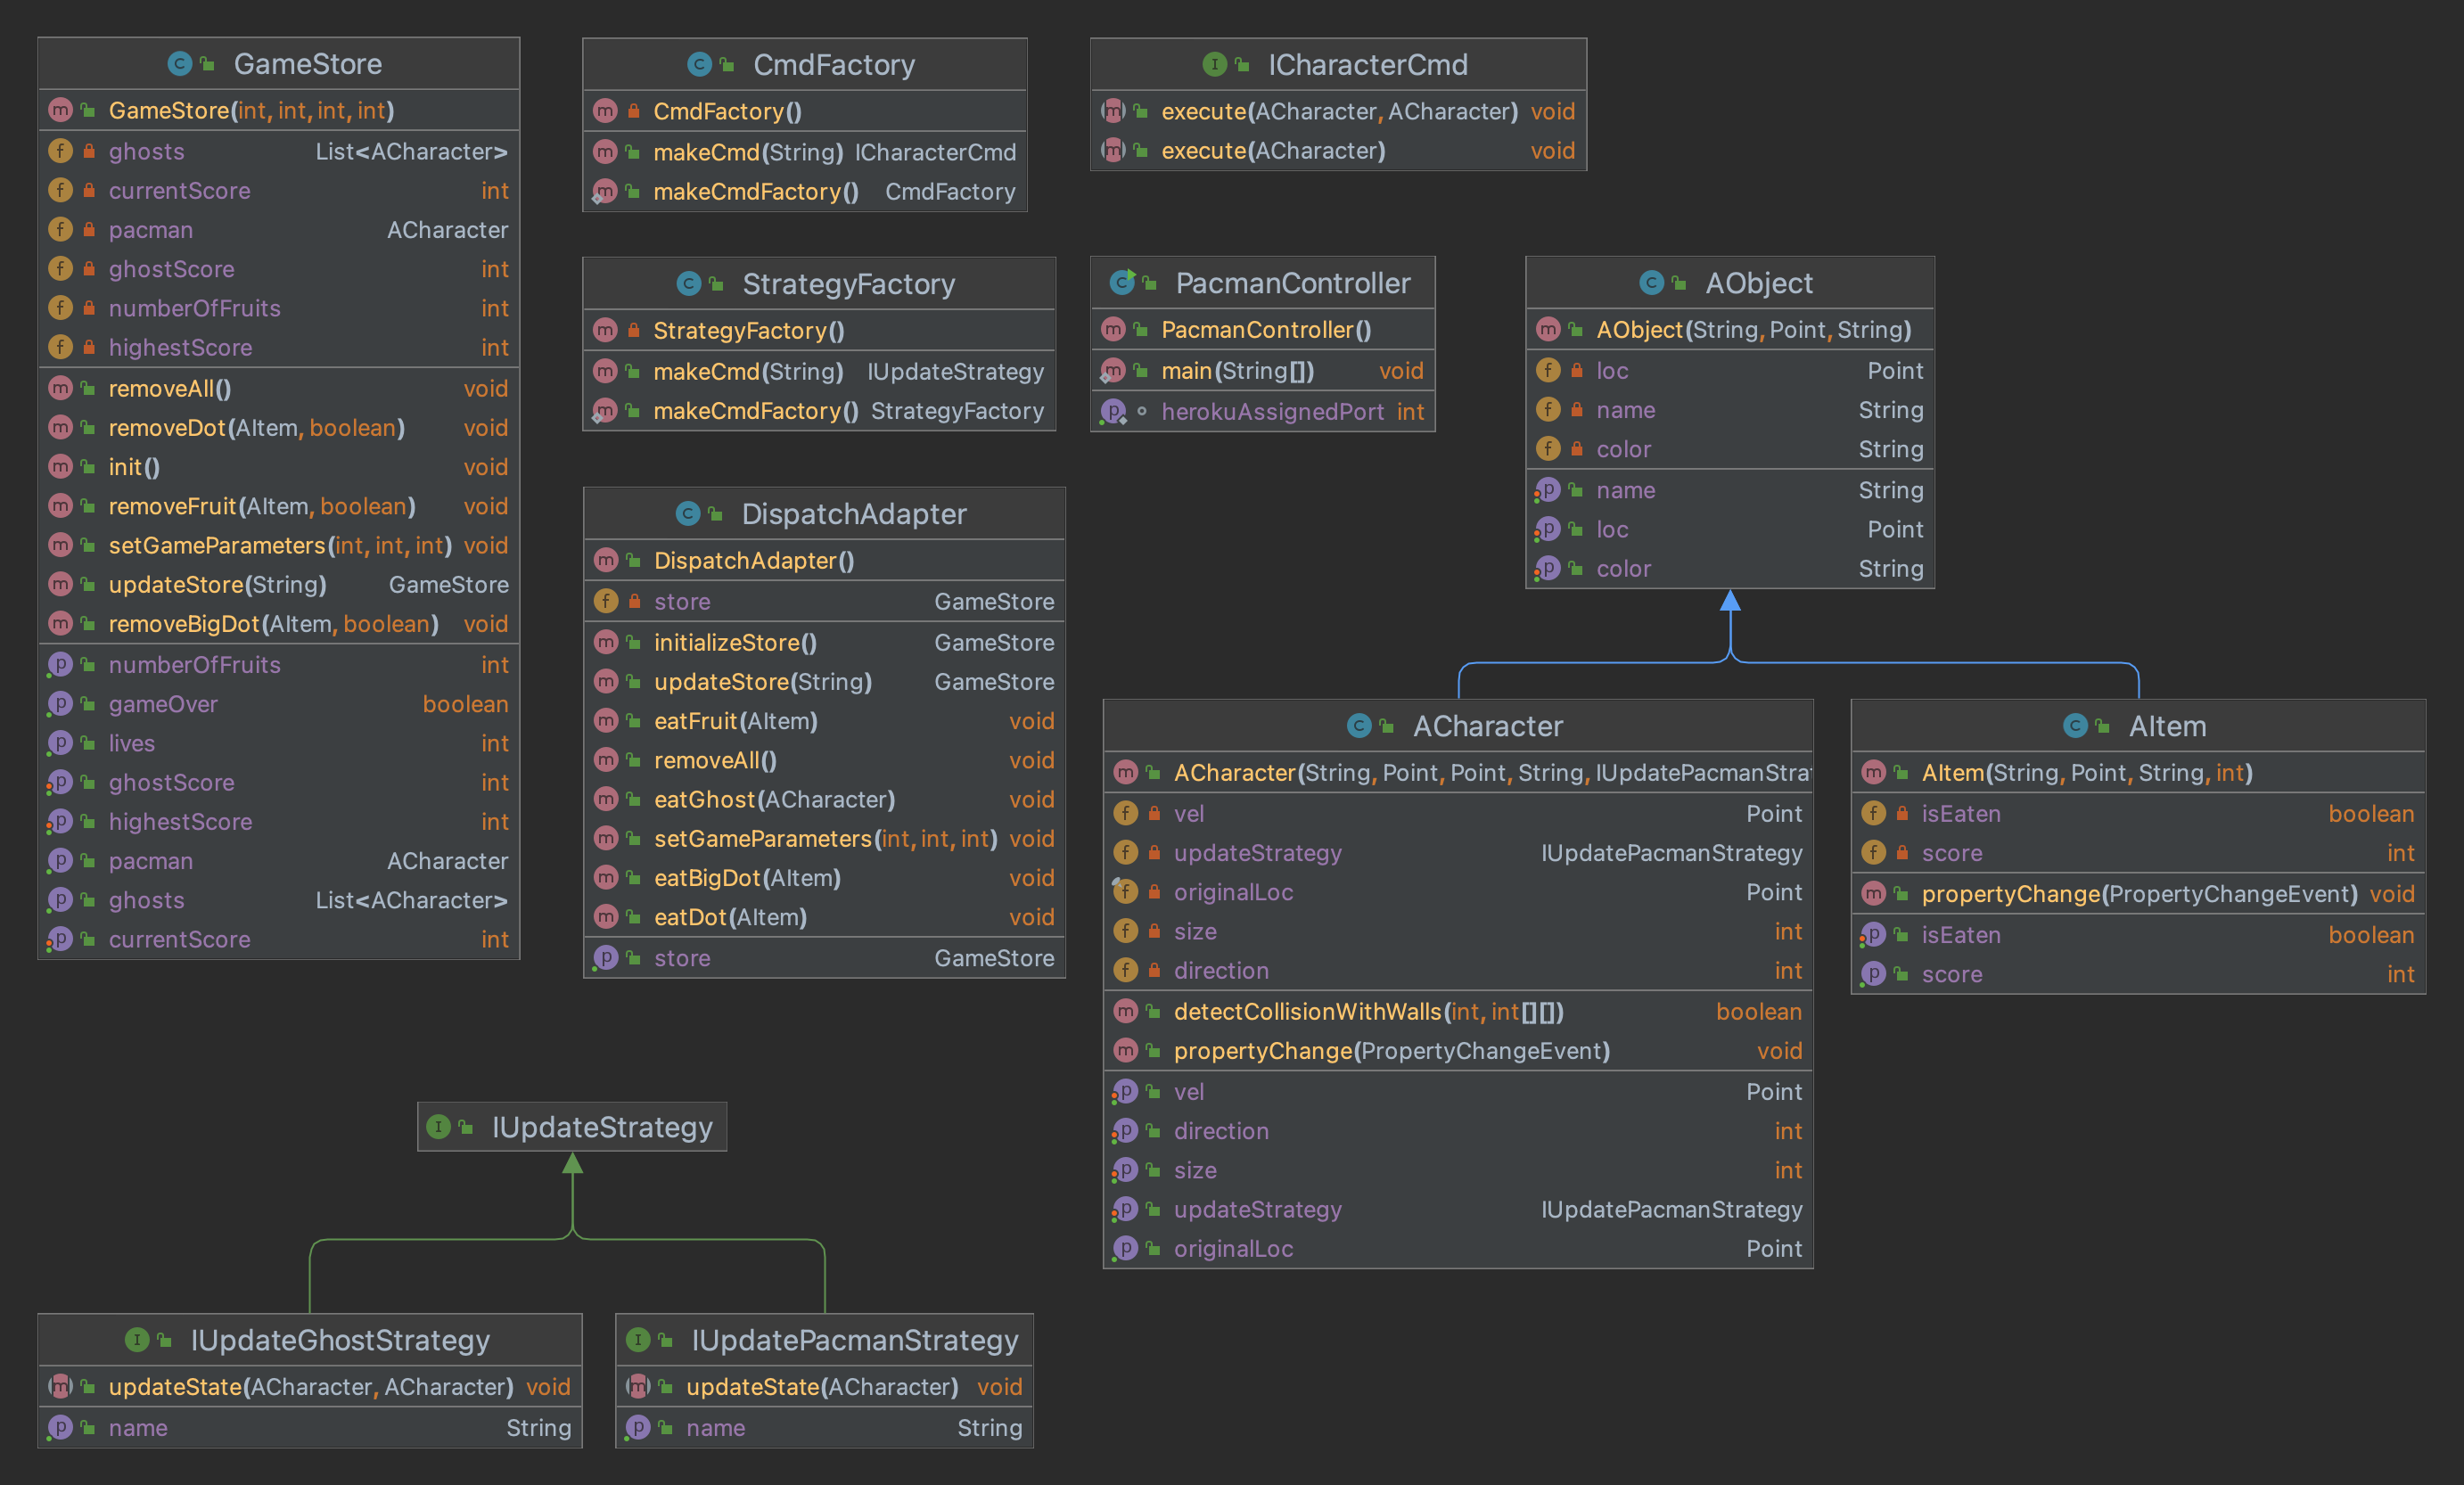 GameStore
GameStore(int, int, int, int)
ghosts List<ACharacter>
currentScore int
pacman ACharacter
ghostScore int
numberOfFruits int
highestScore int
removeAll() void
removeDot(AItem, boolean) void
init() void
removeFruit(AItem, boolean) void
setGameParameters(int, int, int) void
updateStore(String) GameStore
removeBigDot(AItem, boolean) void
numberOfFruits int
gameOver boolean
lives int
ghostScore int
highestScore int
pacman ACharacter
ghosts List<ACharacter>
currentScore int
CmdFactory
CmdFactory()
makeCmd(String) ICharacterCmd
makeCmdFactory() CmdFactory
ICharacterCmd
execute(ACharacter, ACharacter) void
execute(ACharacter) void
StrategyFactory
StrategyFactory()
makeCmd(String) IUpdateStrategy
makeCmdFactory() StrategyFactory
PacmanController
PacmanController()
main(String[]) void
herokuAssignedPort int
AObject
AObject(String, Point, String)
loc Point
name String
color String
name String
loc Point
color String
DispatchAdapter
DispatchAdapter()
store GameStore
initializeStore() GameStore
updateStore(String) GameStore
eatFruit(AItem) void
removeAll() void
eatGhost(ACharacter) void
setGameParameters(int, int, int) void
eatBigDot(AItem) void
eatDot(AItem) void
store GameStore
ACharacter
ACharacter(String, Point, Point, String, IUpdatePacmanStra
vel Point
updateStrategy IUpdatePacmanStrategy
originalLoc Point
size int
direction int
detectCollisionWithWalls(int, int[][]) boolean
propertyChange(PropertyChangeEvent) void
vel Point
direction int
size int
updateStrategy IUpdatePacmanStrategy
originalLoc Point
AItem
AItem(String, Point, String, int)
isEaten boolean
score int
propertyChange(PropertyChangeEvent) void
isEaten boolean
score int
IUpdateStrategy
IUpdateGhostStrategy
updateState(ACharacter, ACharacter) void
name String
IUpdatePacmanStrategy
updateState(ACharacter) void
name String